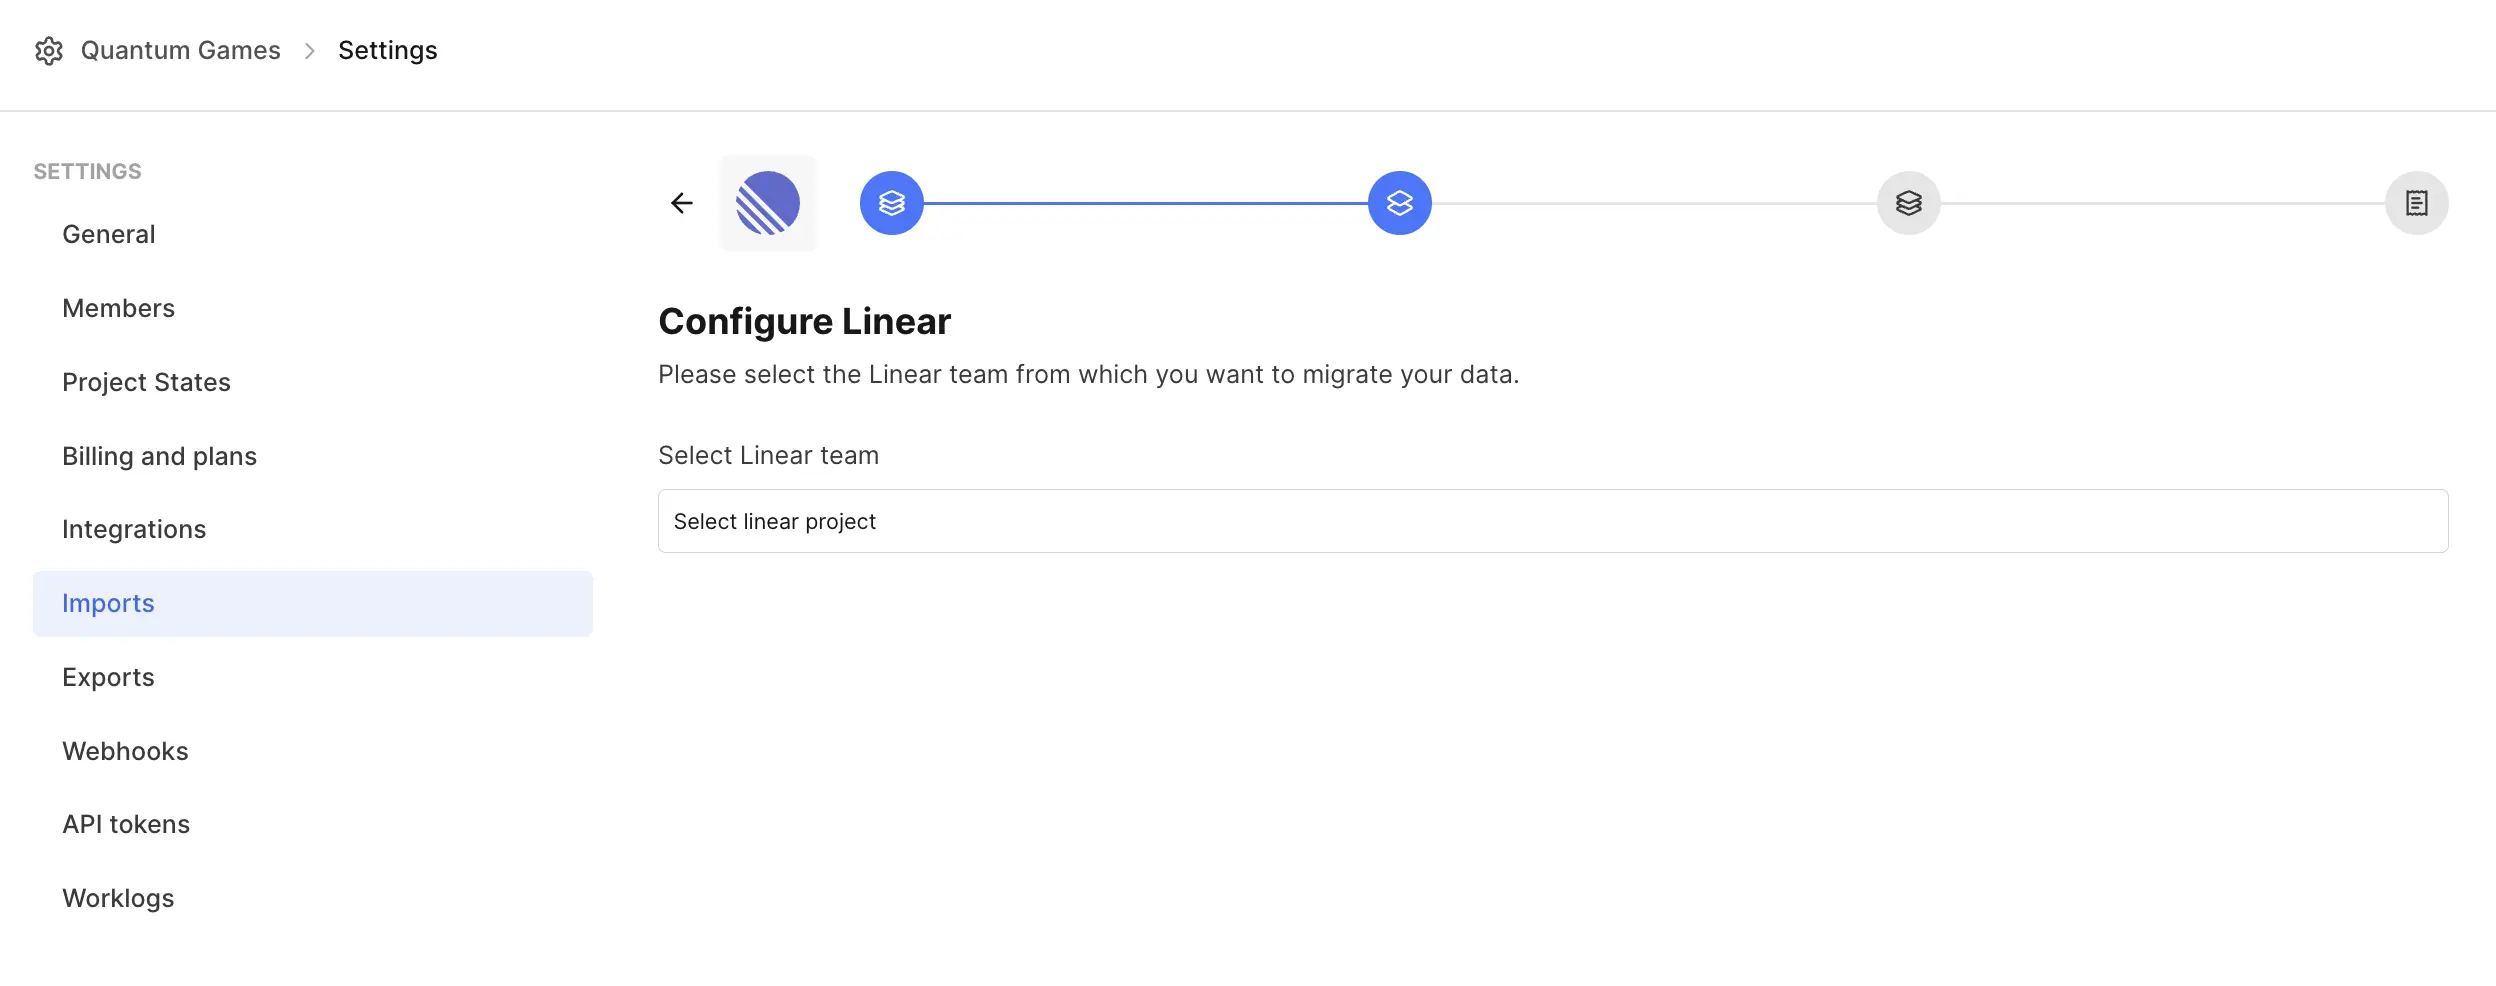 Quantum Games > Settings
SETTINGS
General
Members
Project States
Billing and plans
Integrations
Imports
Exports
Webhooks
API tokens
Worklogs
Configure Linear
Please select the Linear team from which you want to migrate your data.
Select Linear team
Select linear project